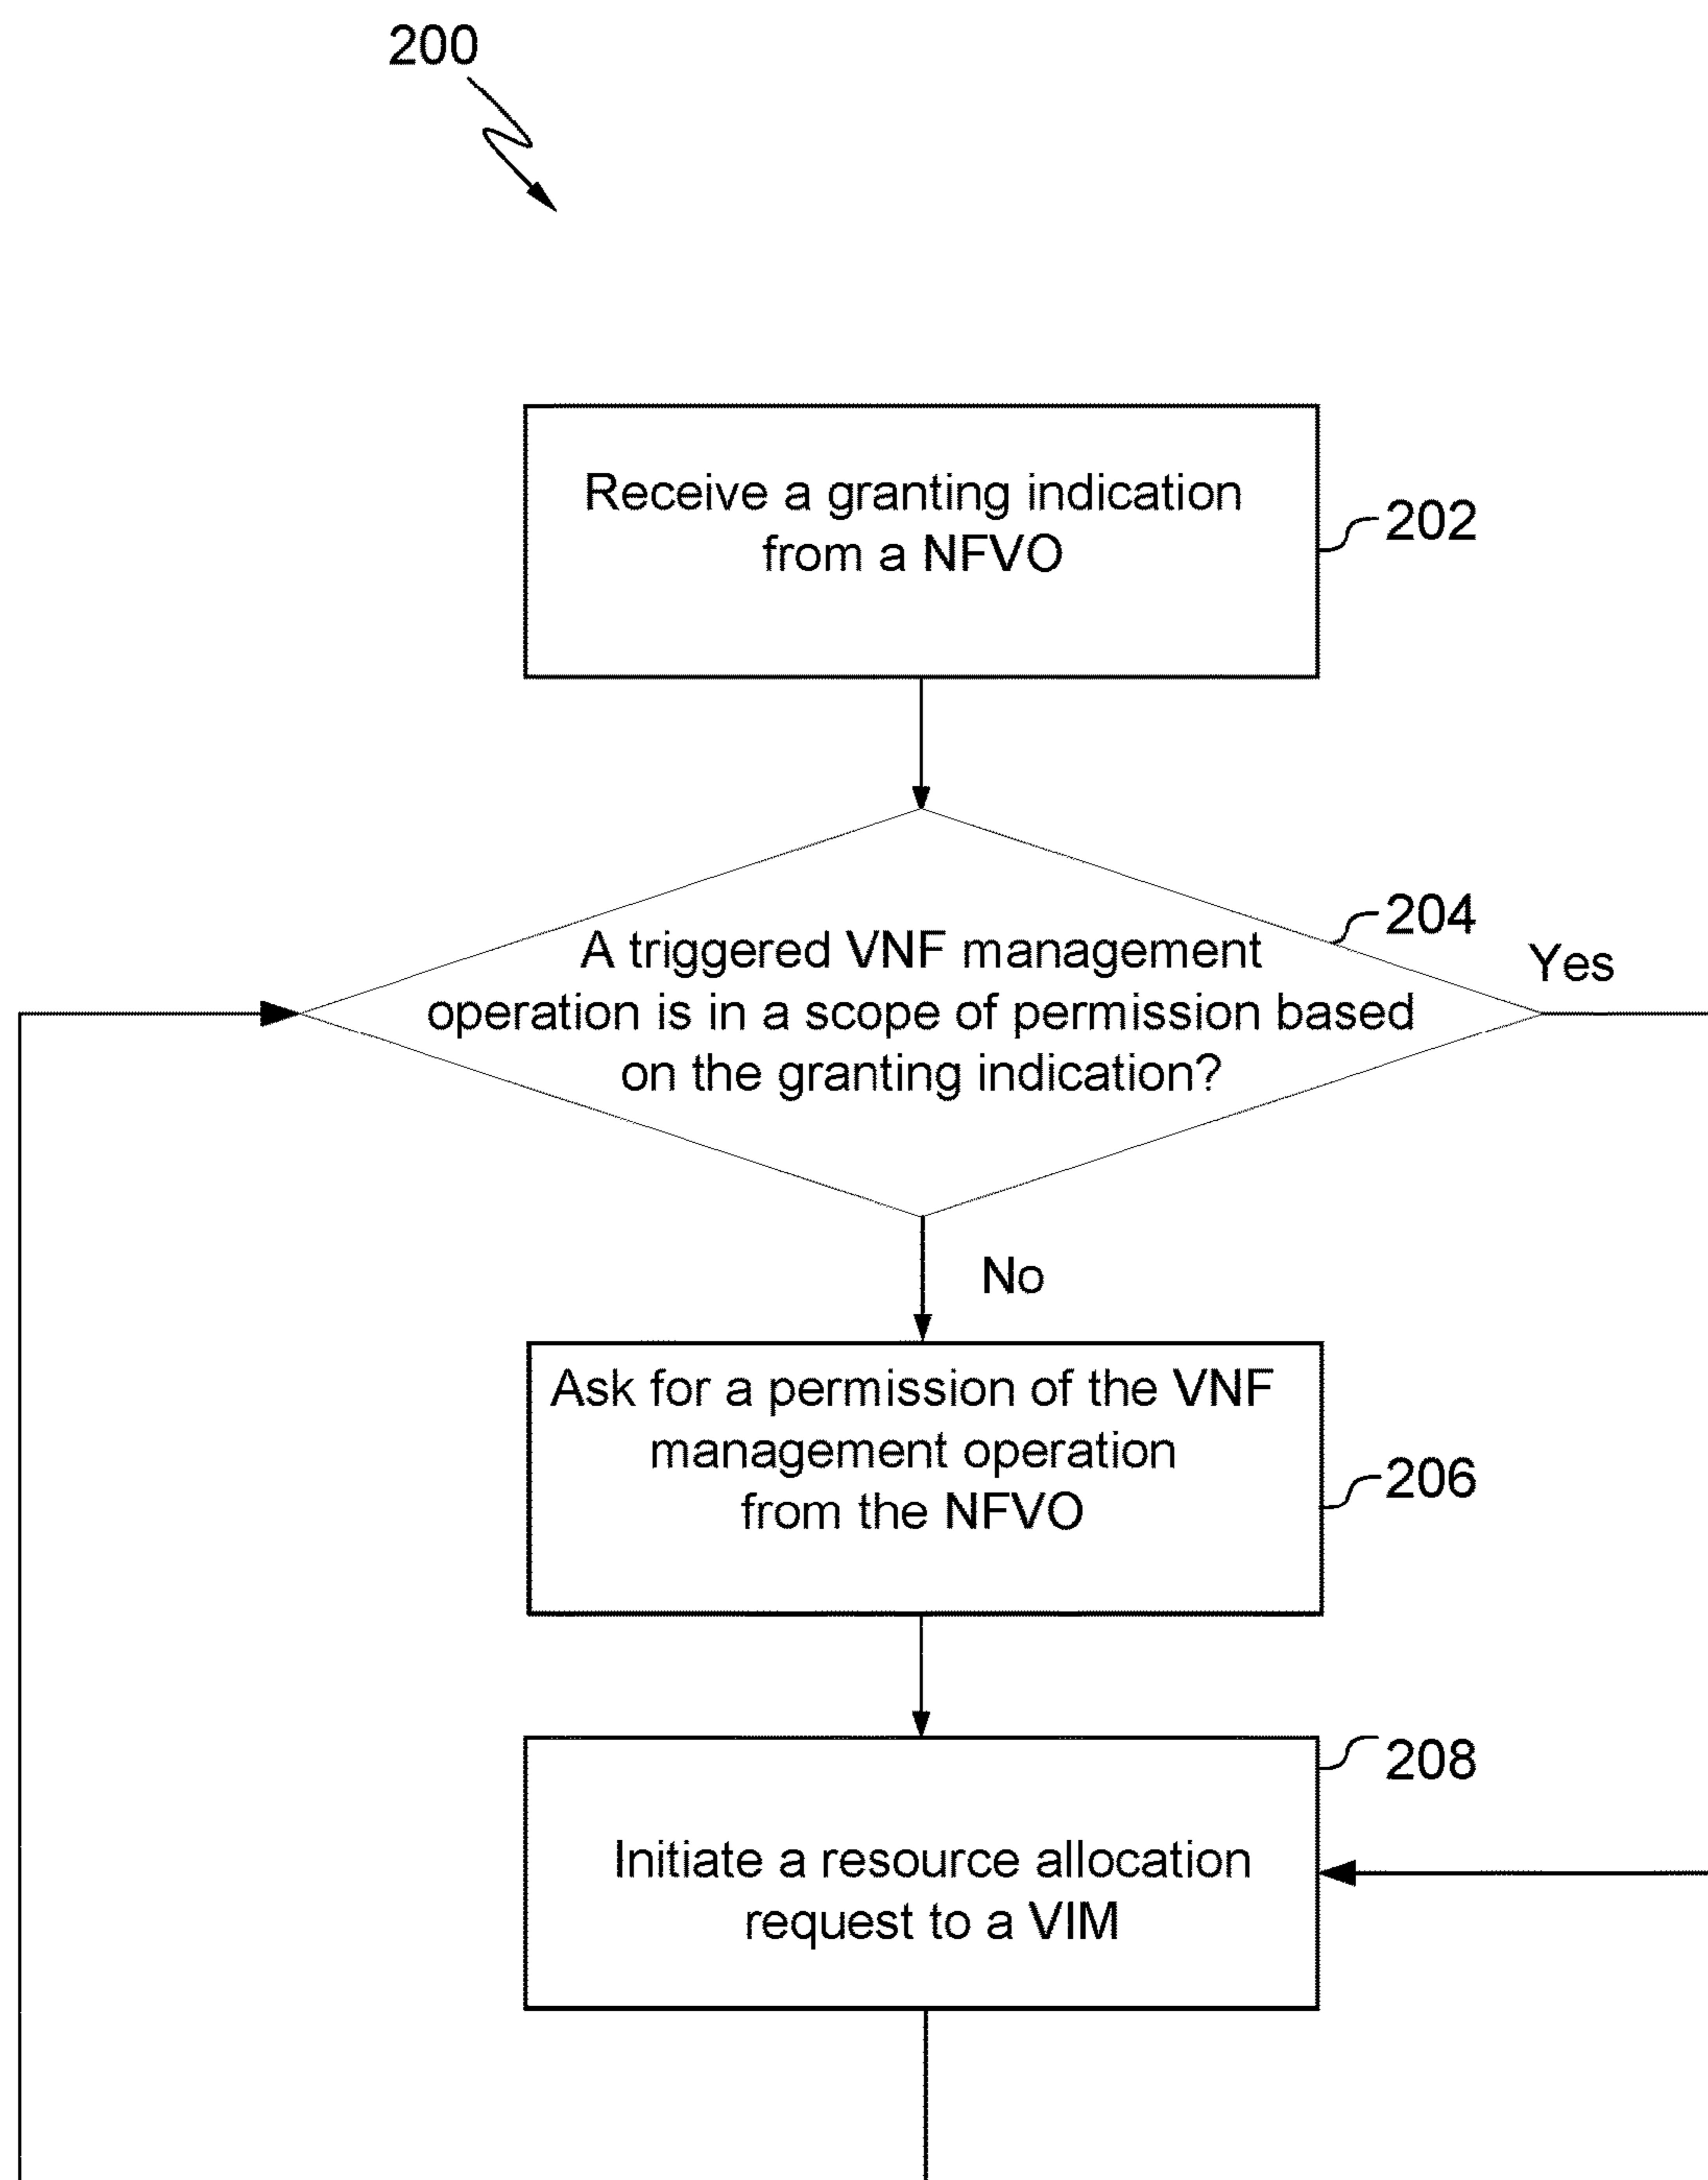 200
Receive a granting indication
from a NFVO
202
204
Yes
A triggered VNF management
operation is in a scope of permission based
on the granting indication?
No
Ask for a permission of the VNF
management operation
from the NFVO
206
208
Initiate a resource allocation
request to a VIM